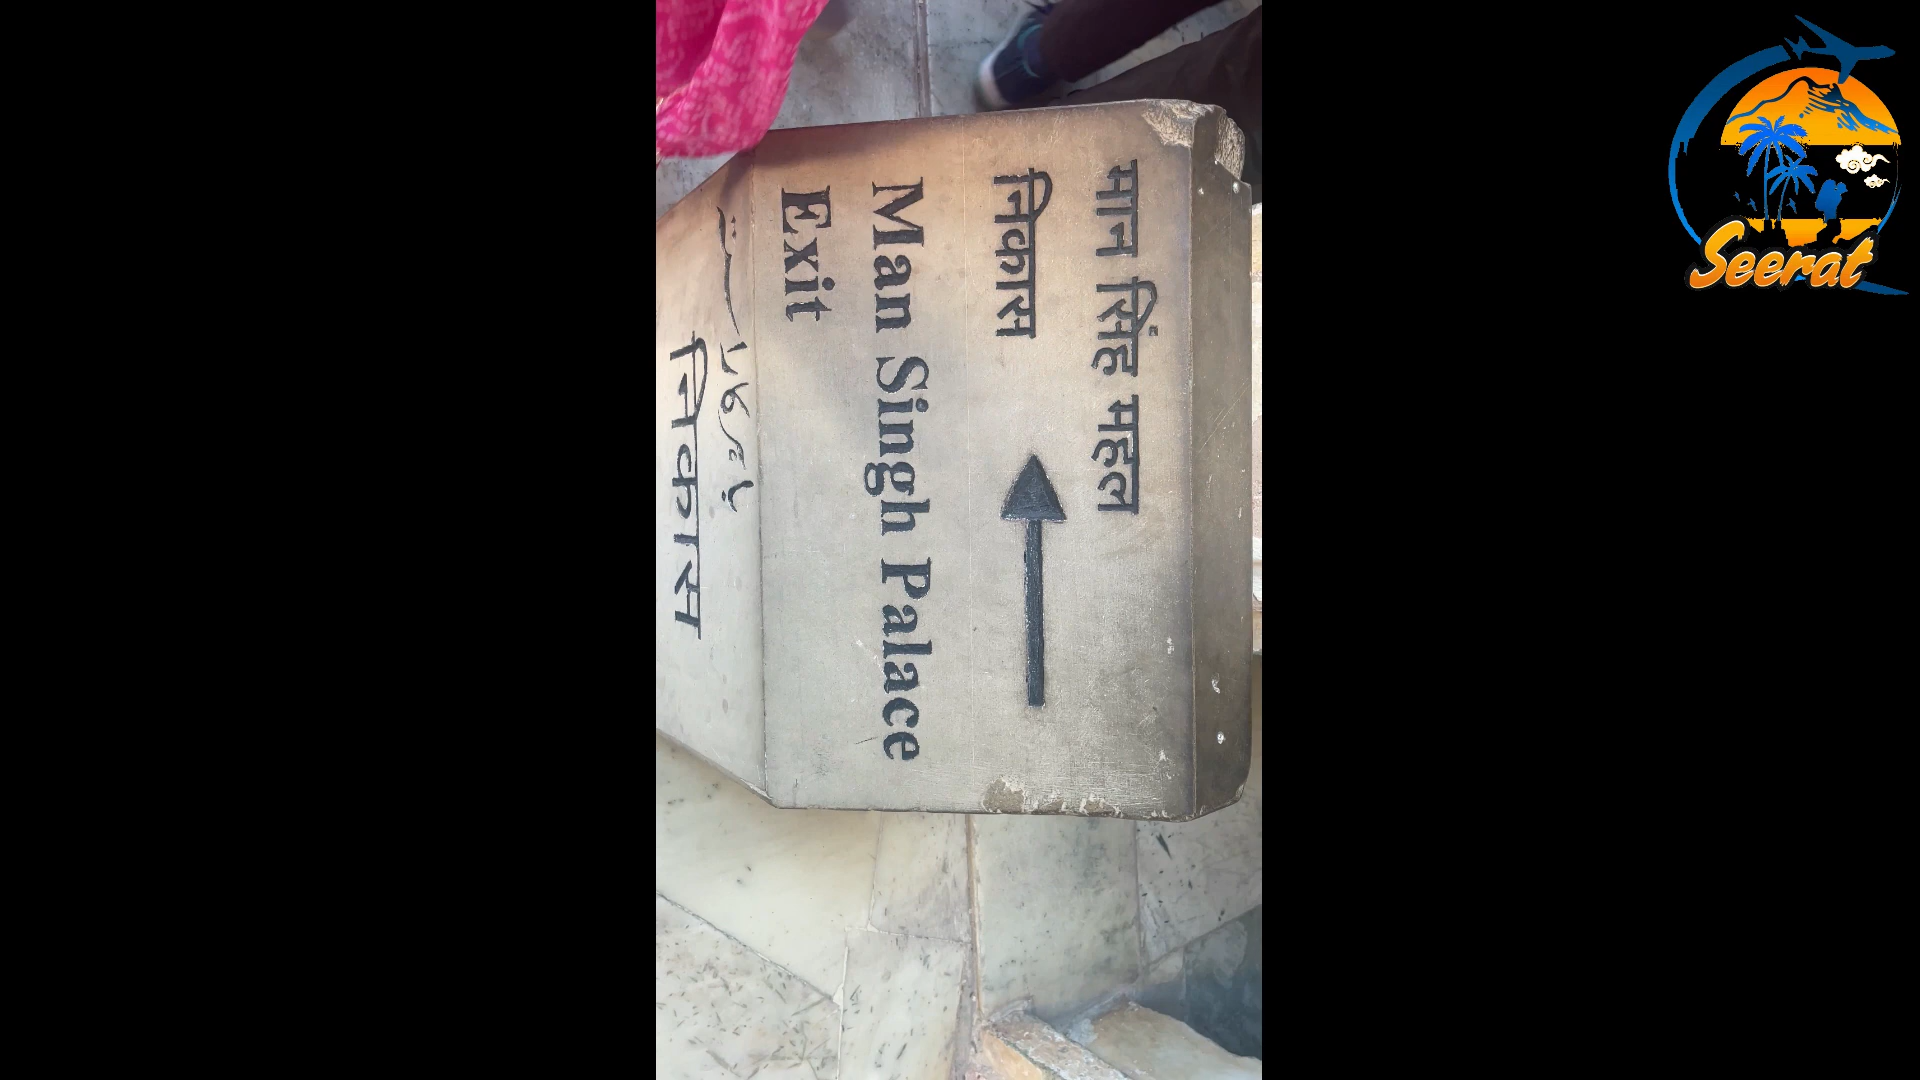 मान सिंह महल
निकास
Man Singh Palace
Exit
निकास
Seerat